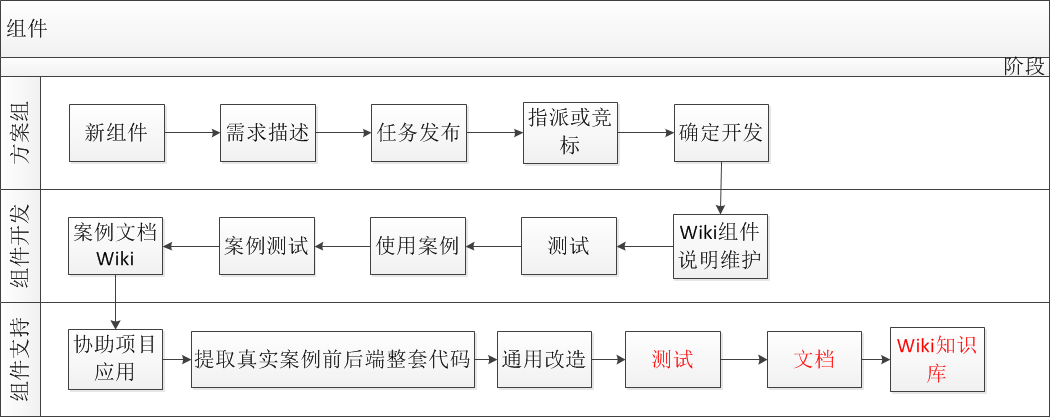 组件
阶段
方案组
新组件
需求描述
任务发布
指派或竞
标
确定开发
组件开发
案例文档
Wiki
案例测试
使用案例
测试
Wiki组件
说明维护
组件支持
协助项目
应用
提取真实案例前后端整套代码
通用改造
测试
文档
Wiki知识
库